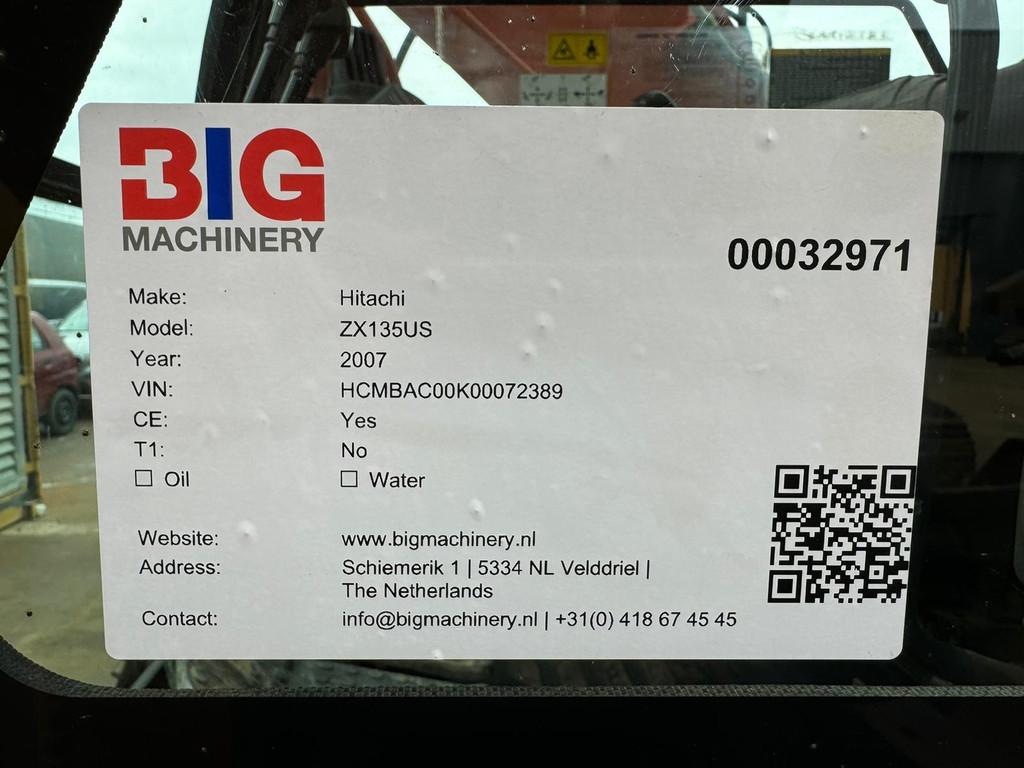 BIG
MACHINERY
00032971
Make: Hitachi
Model: ZX135US
Year: 2007
VIN: HCMBAC00K00072389
CE: Yes
T1: No
☐ Oil ☐ Water
Website: www.bigmachinery.nl
Address: Schiemerik 1 | 5334 NL Velddriel |
The Netherlands
Contact: info@bigmachinery.nl | +31(0) 418 67 45 45